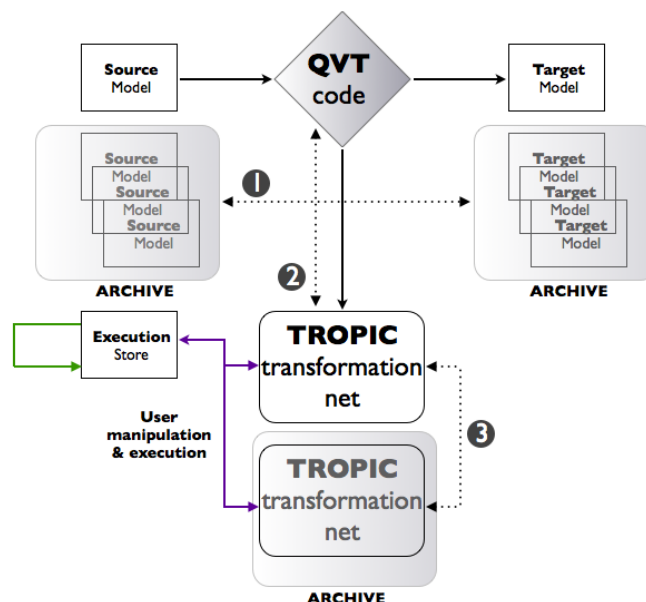 Source
Model
QVT
code
Target
Model
Source
Model
Source
Model
Source
Model
ARCHIVE
1
Target
Model
Target
Model
Target
Model
ARCHIVE
2
Execution
Store
TROPIC
transformation
net
User
manipulation
& execution
3
TROPIC
transformation
net
ARCHIVE